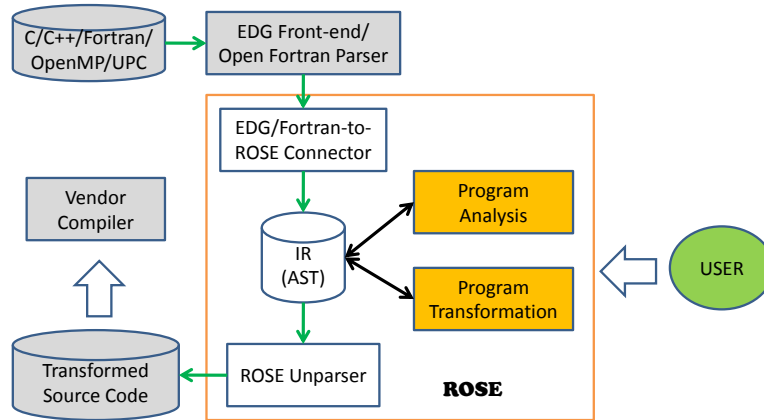 C/C++/Fortran/
OpenMP/UPC
EDG Front-end/
Open Fortran Parser
EDG/Fortran-to-
ROSE Connector
Vendor
Compiler
Program
Analysis
IR
(AST)
USER
Program
Transformation
Transformed
Source Code
ROSE Unparser
ROSE